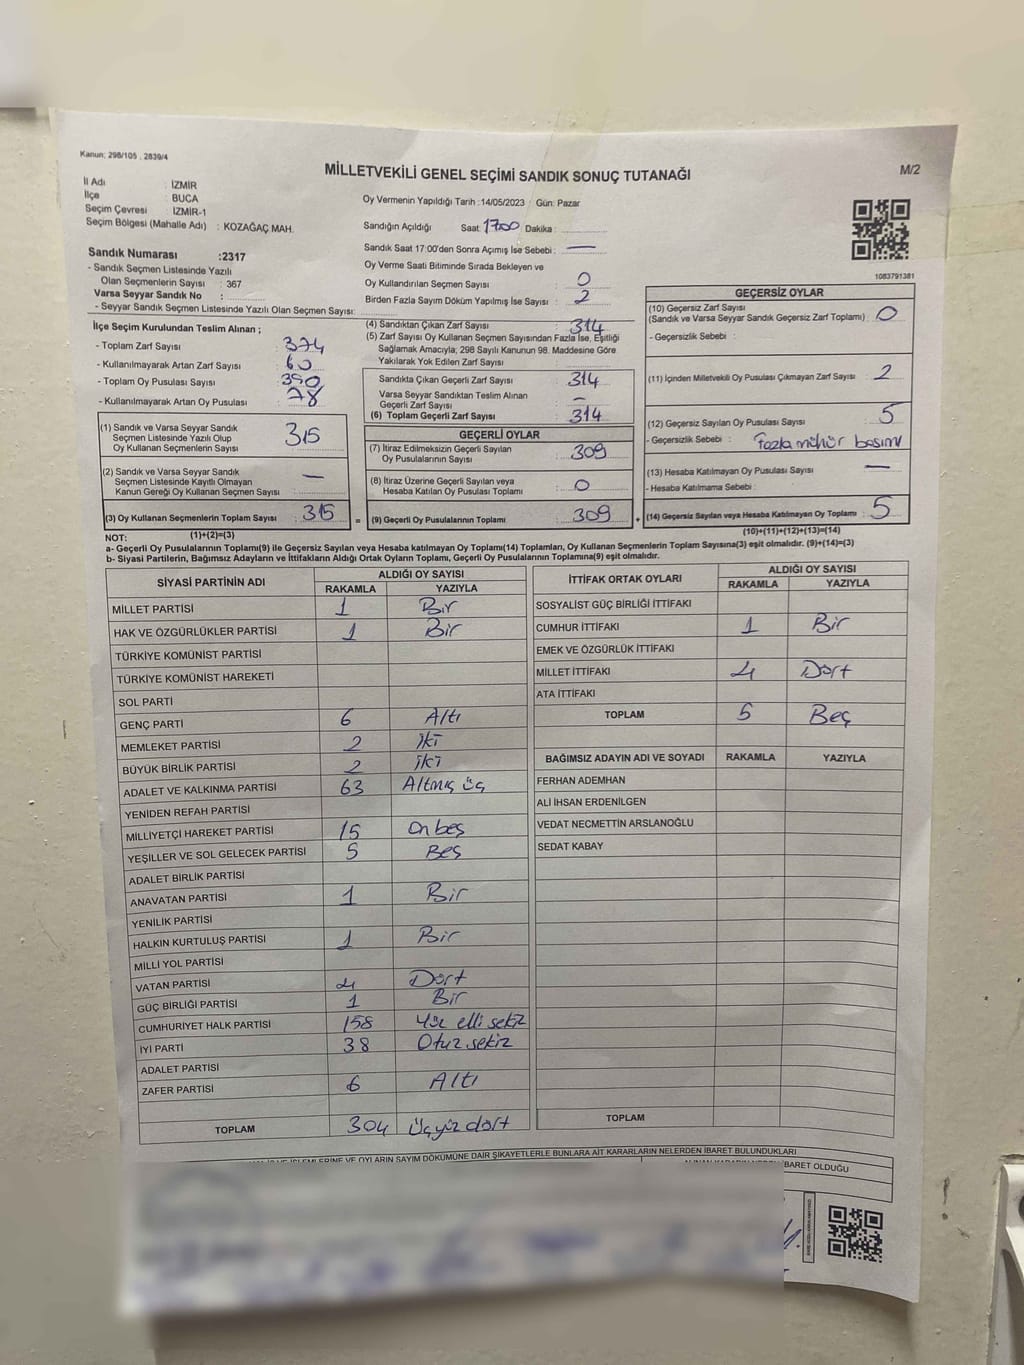 Kanun: 298/105 , 2839/4
MİLLETVEKİLİ GENEL SEÇİMİ SANDIK SONUÇ TUTANAĞI
M/2
İl Adı : İZMİR
İlçe : BUCA
Seçim Çevresi : İZMİR-1
Seçim Bölgesi (Mahalle Adı) : KOZAĞAÇ MAH.
Oy Vermenin Yapıldığı Tarih :14/05/2023 Gün: Pazar
Sandığın Açıldığı Saat: 17:00 Dakika :
Sandık Saat 17:00'den Sonra Açımış İse Sebebi : —
Oy Verme Saati Bitiminde Sırada Bekleyen ve
Oy Kullandırılan Seçmen Sayısı : 0
Birden Fazla Sayım Döküm Yapılmış İse Sayısı : 2
Sandık Numarası :2317
- Sandık Seçmen Listesinde Yazılı
Olan Seçmenlerin Sayısı : 367
Varsa Seyyar Sandık No :
- Seyyar Sandık Seçmen Listesinde Yazılı Olan Seçmen Sayısı:
1083791381
İlçe Seçim Kurulundan Teslim Alınan ;
- Toplam Zarf Sayısı : 374
- Kullanılmayarak Artan Zarf Sayısı : 60
- Toplam Oy Pusulası Sayısı : 390
- Kullanılmayarak Artan Oy Pusulası : 78
(1) Sandık ve Varsa Seyyar Sandık
Seçmen Listesinde Yazılı Olup
Oy Kullanan Seçmenlerin Sayısı : 315
(2) Sandık ve Varsa Seyyar Sandık
Seçmen Listesinde Kayıtlı Olmayan
Kanun Gereği Oy Kullanan Seçmen Sayısı : —
(3) Oy Kullanan Seçmenlerin Toplam Sayısı : 315
(1)+(2)=(3)
(4) Sandıktan Çıkan Zarf Sayısı : 314
(5) Zarf Sayısı Oy Kullanan Seçmen Sayısından Fazla İse, Eşitliği
Sağlamak Amacıyla; 298 Sayılı Kanunun 98. Maddesine Göre
Yakılarak Yok Edilen Zarf Sayısı :
Sandıkta Çıkan Geçerli Zarf Sayısı : 314
Varsa Seyyar Sandıktan Teslim Alınan
Geçerli Zarf Sayısı : –
(6) Toplam Geçerli Zarf Sayısı : 314
GEÇERLİ OYLAR
(7) İtiraz Edilmeksizin Geçerli Sayılan
Oy Pusulalarının Sayısı : 309
(8) İtiraz Üzerine Geçerli Sayılan veya
Hesaba Katılan Oy Pusulası Toplamı : 0
= (9) Geçerli Oy Pusulalarının Toplamı : 309
GEÇERSİZ OYLAR
(10) Geçersiz Zarf Sayısı
(Sandık ve Varsa Seyyar Sandık Geçersiz Zarf Toplamı) : 0
- Geçersizlik Sebebi :
(11) İçinden Milletvekili Oy Pusulası Çıkmayan Zarf Sayısı : 2
(12) Geçersiz Sayılan Oy Pusulası Sayısı : 5
- Geçersizlik Sebebi : Fazla mühür basımı
(13) Hesaba Katılmayan Oy Pusulası Sayısı : —
- Hesaba Katılmama Sebebi :
+ (14) Geçersiz Sayılan veya Hesaba Katılmayan Oy Toplamı : 5
(10)+(11)+(12)+(13)=(14)
NOT:
a- Geçerli Oy Pusulasının Toplamı(9) ile Geçersiz Sayılan veya Hesaba katılmayan Oy Toplamı(14) Toplamları, Oy Kullanan Seçmenlerin Toplam Sayısına(3) eşit olmalıdır. (9)+(14)=(3)
b- Siyasi Partilerin, Bağımsız Adayların ve İttifakların Aldığı Ortak Oyların Toplamı, Geçerli Oy Pusulalarının Toplamına(9) eşit olmalıdır.
SİYASİ PARTİNİN ADI ALDIĞI OY SAYISI
RAKAMLA YAZIYLA
MİLLET PARTİSİ 1 Bir
HAK VE ÖZGÜRLÜKLER PARTİSİ 1 Bir
TÜRKİYE KOMÜNİST PARTİSİ
TÜRKİYE KOMÜNİST HAREKETİ
SOL PARTİ
GENÇ PARTİ 6 Altı
MEMLEKET PARTİSİ 2 iki
BÜYÜK BİRLİK PARTİSİ 2 iki
ADALET VE KALKINMA PARTİSİ 63 Altmış üç
YENİDEN REFAH PARTİSİ
MİLLİYETÇİ HAREKET PARTİSİ 15 On beş
YEŞİLLER VE SOL GELECEK PARTİSİ 5 Beş
ADALET BİRLİK PARTİSİ
ANAVATAN PARTİSİ 1 Bir
YENİLİK PARTİSİ
HALKIN KURTULUŞ PARTİSİ 1 Bir
MİLLİ YOL PARTİSİ
VATAN PARTİSİ 4 Dört
GÜÇ BİRLİĞİ PARTİSİ 1 Bir
CUMHURİYET HALK PARTİSİ 158 Yüz elli sekiz
İYİ PARTİ 38 Otuz sekiz
ADALET PARTİSİ
ZAFER PARTİSİ 6 Altı
TOPLAM 304 Üçyüz dört
İTTİFAK ORTAK OYLARI ALDIĞI OY SAYISI
RAKAMLA YAZIYLA
SOSYALİST GÜÇ BİRLİĞİ İTTİFAKI
CUMHUR İTTİFAKI 1 Bir
EMEK VE ÖZGÜRLÜK İTTİFAKI
MİLLET İTTİFAKI 4 Dört
ATA İTTİFAKI
TOPLAM 5 Beş
BAĞIMSIZ ADAYIN ADI VE SOYADI RAKAMLA YAZIYLA
FERHAN ADEMHAN
ALİ İHSAN ERDENİLGEN
VEDAT NECMETTİN ARSLANOĞLU
SEDAT KABAY
TOPLAM
VE OYLARIN SAYIM DÖKÜMÜNE DAİR ŞİKAYETLERLE BUNLARA AİT KARARLARIN NELERDEN İBARET BULUNDUKLARI
İBARET OLDUĞU